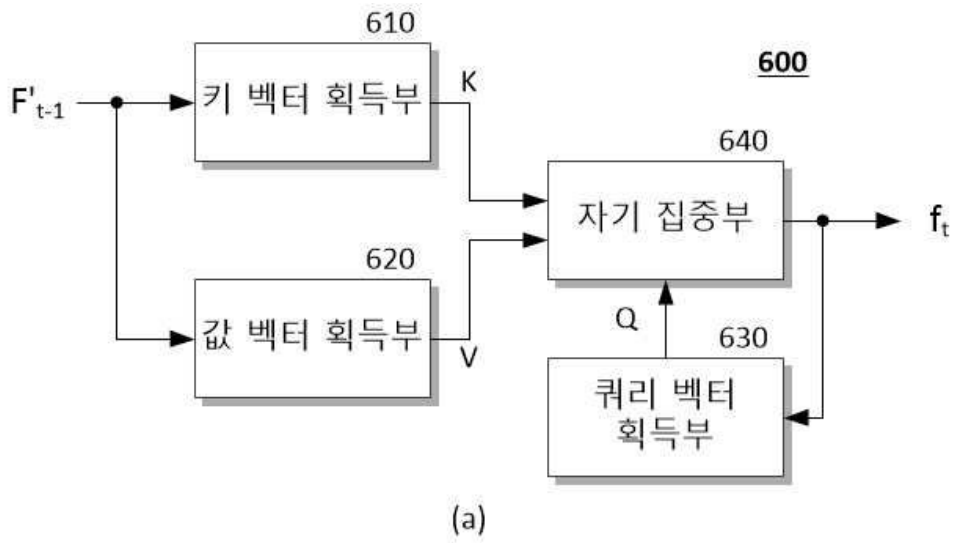 610
600
키 벡터 획득부
K
F't-1
640
자기 집중부
ft
620
값 벡터 획득부
V
Q
630
쿼리 벡터
획득부
(a)